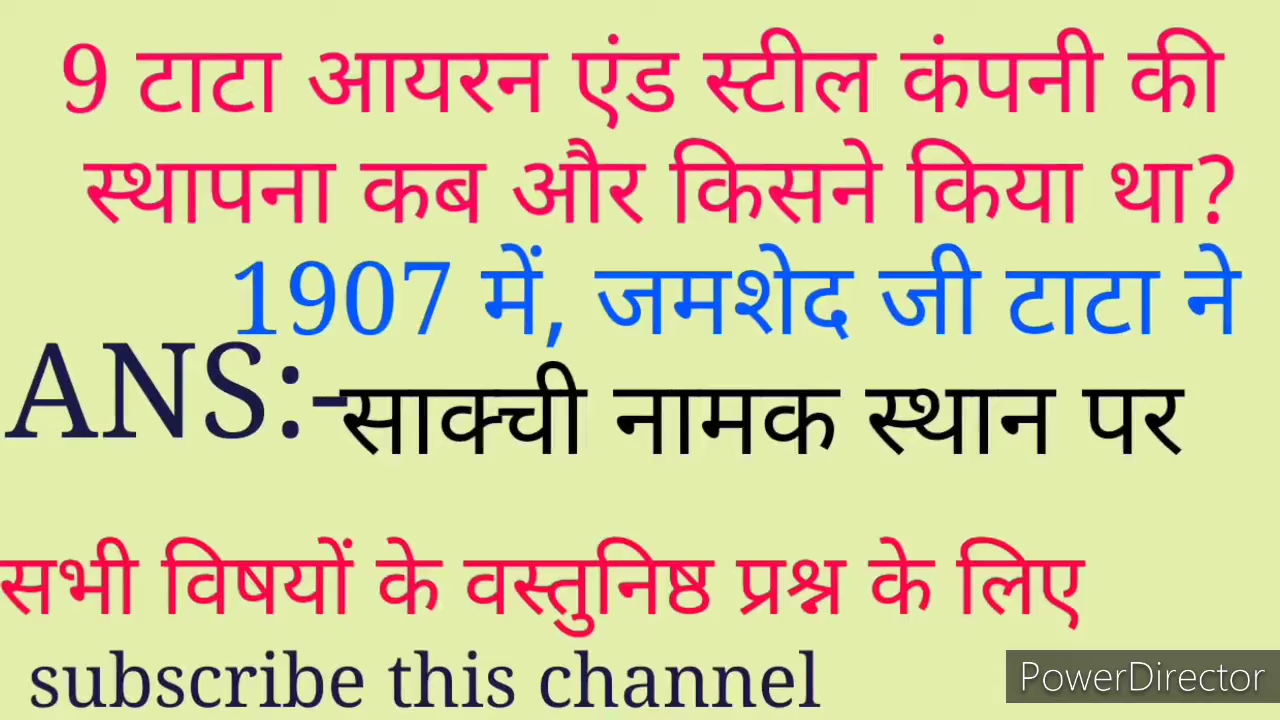 9 टाटा आयरन एंड स्टील कंपनी की
स्थापना कब और किसने किया था?
1907 में, जमशेद जी टाटा ने
ANS:-साक्ची नामक स्थान पर
सभी विषयों के वस्तुनिष्ठ प्रश्न के लिए
subscribe this channel
PowerDirector